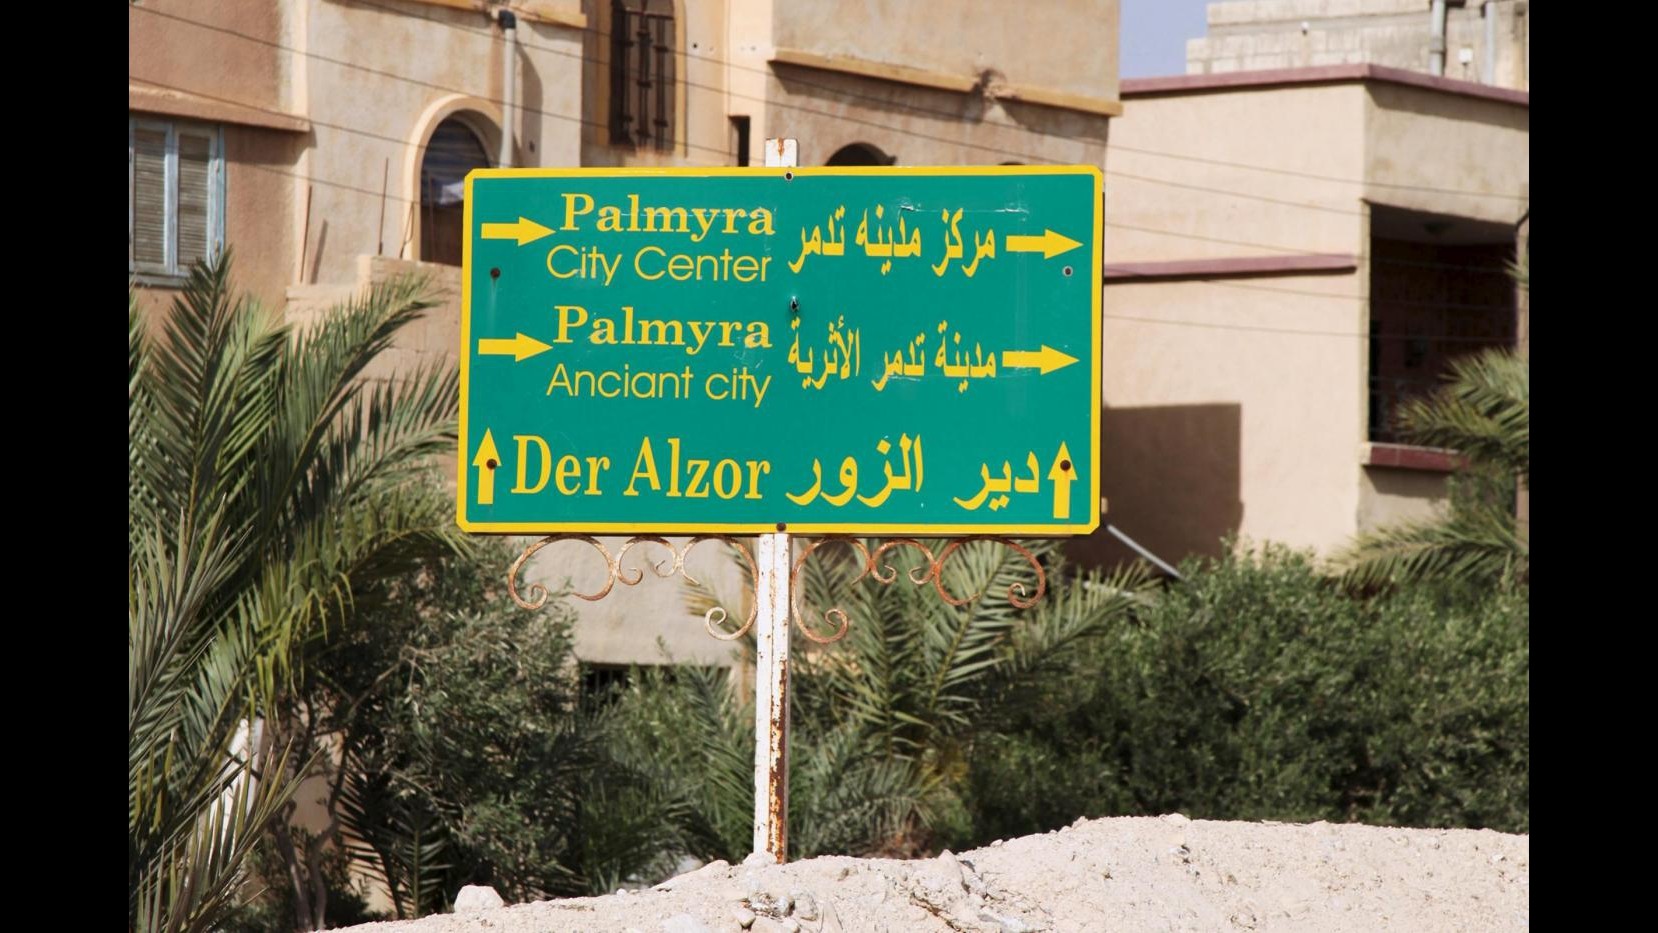 Palmyra مركز مدينه تدمر
City Center
Palmyra مدينة تدمر الأثرية
Anciant city
Der Alzor دير الزور